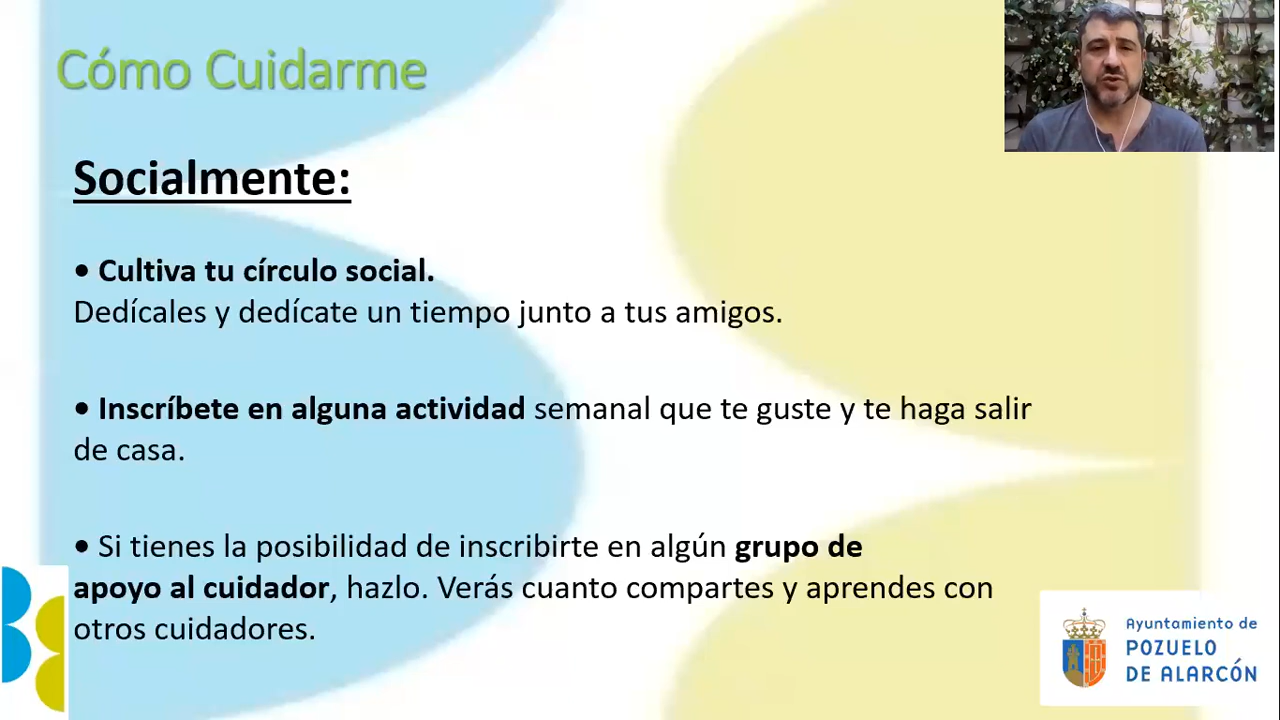 Cómo Cuidarme
Socialmente:
• Cultiva tu círculo social.
Dedícales y dedícate un tiempo junto a tus amigos.
• Inscríbete en alguna actividad semanal que te guste y te haga salir
de casa.
• Si tienes la posibilidad de inscribirte en algún grupo de
apoyo al cuidador, hazlo. Verás cuanto compartes y aprendes con
otros cuidadores.
Ayuntamiento de
POZUELO
DE ALARCÓN